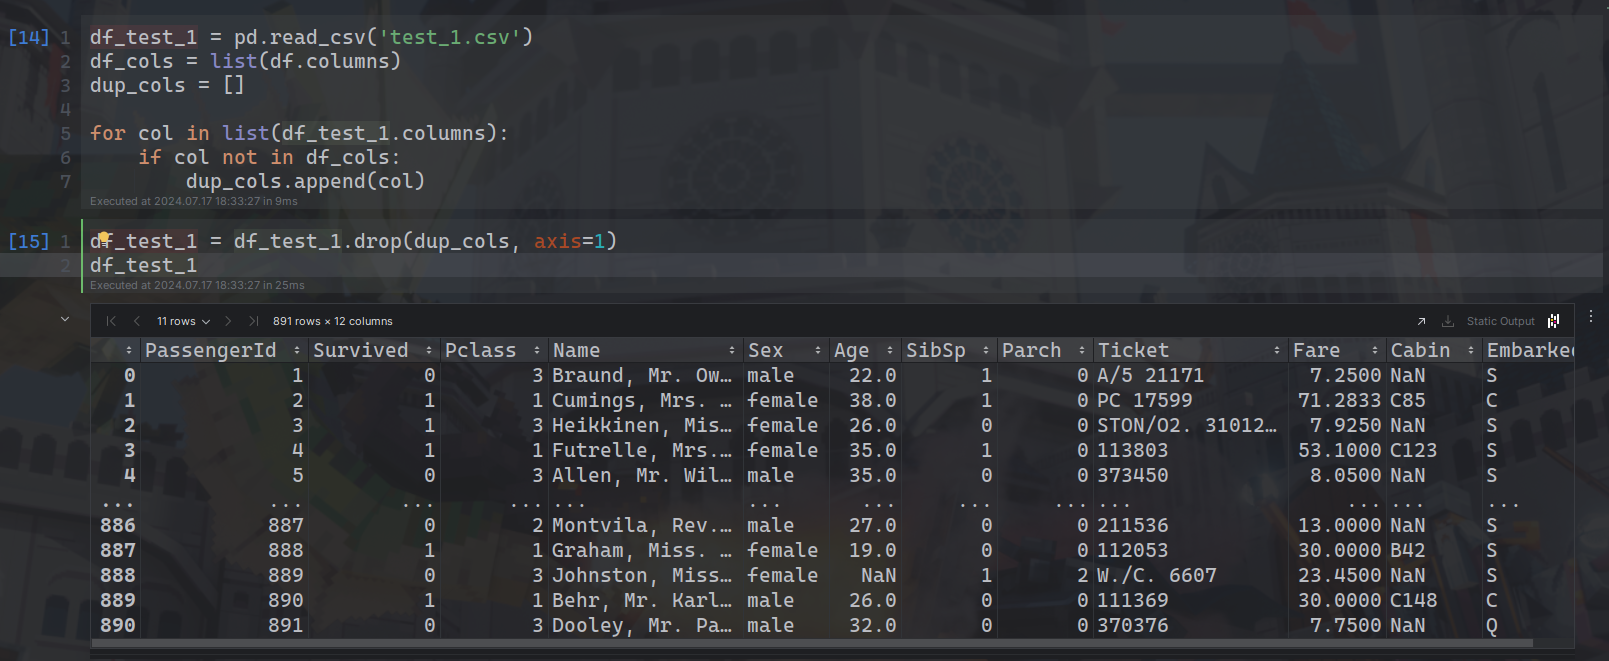 [14] 1 df_test_1 = pd.read_csv('test_1.csv')
2 df_cols = list(df.columns)
3 dup_cols = []
4
5 for col in list(df_test_1.columns):
6 if col not in df_cols:
7 dup_cols.append(col)
Executed at 2024.07.17 18:33:27 in 9ms
[15] 1 df_test_1 = df_test_1.drop(dup_cols, axis=1)
2 df_test_1
Executed at 2024.07.17 18:33:27 in 25ms
11 rows 891 rows × 12 columns Static Output
PassengerId Survived Pclass Name Sex Age SibSp Parch Ticket Fare Cabin Embarked
0 1 0 3 Braund, Mr. Ow… male 22.0 1 0 A/5 21171 7.2500 NaN S
1 2 1 1 Cumings, Mrs. … female 38.0 1 0 PC 17599 71.2833 C85 C
2 3 1 3 Heikkinen, Mis… female 26.0 0 0 STON/O2. 31012… 7.9250 NaN S
3 4 1 1 Futrelle, Mrs.… female 35.0 1 0 113803 53.1000 C123 S
4 5 0 3 Allen, Mr. Wil… male 35.0 0 0 373450 8.0500 NaN S
... ... ... ... ... ... ... ... ... ... ... ... ...
886 887 0 2 Montvila, Rev.… male 27.0 0 0 211536 13.0000 NaN S
887 888 1 1 Graham, Miss. … female 19.0 0 0 112053 30.0000 B42 S
888 889 0 3 Johnston, Miss… female NaN 1 2 W./C. 6607 23.4500 NaN S
889 890 1 1 Behr, Mr. Karl… male 26.0 0 0 111369 30.0000 C148 C
890 891 0 3 Dooley, Mr. Pa… male 32.0 0 0 370376 7.7500 NaN Q